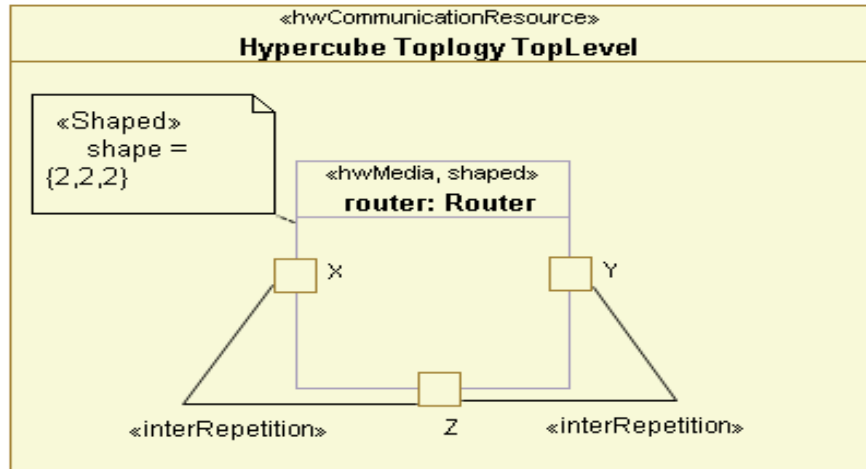 «hwCommunicationResource»
Hypercube Toplogy TopLevel
«Shaped»
shape =
{2,2,2}
«hwMedia, shaped»
router: Router
X
Y
Z
«interRepetition»
«interRepetition»